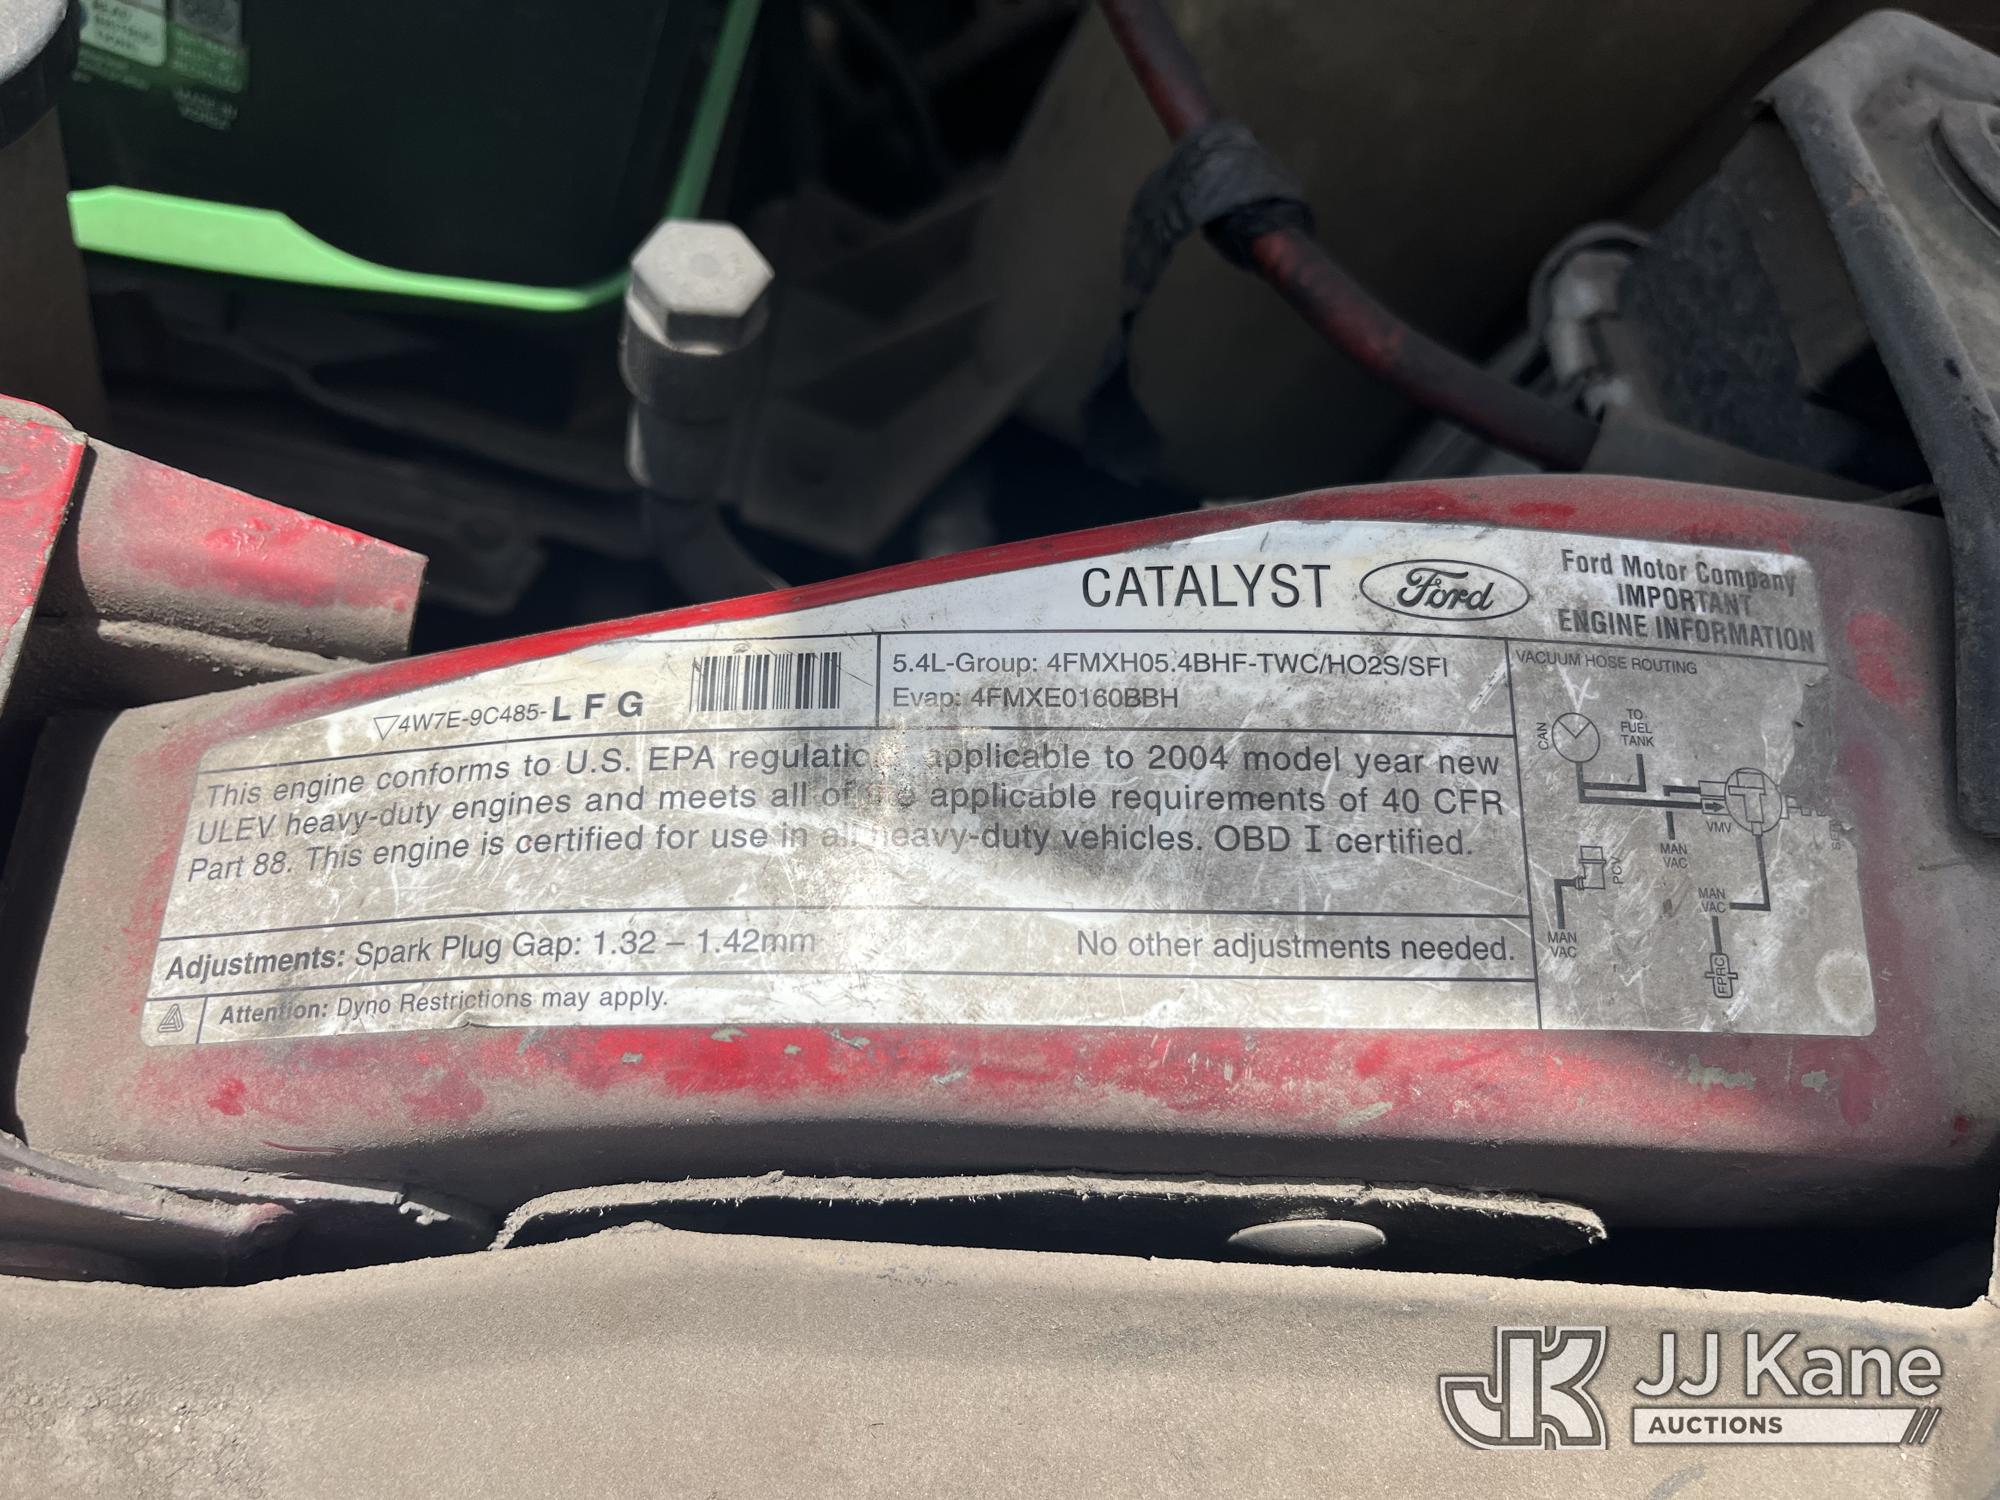 CATALYST Ford
Ford Motor Company
IMPORTANT
ENGINE INFORMATION
4W7E-9C485-L F G
5.4L-Group: 4FMXH05.4BHF-TWC/HO2S/SFI
Evap: 4FMXE0160BBH
This engine conforms to U.S. EPA regulatio applicable to 2004 model year new
ULEV heavy-duty engines and meets all of applicable requirements of 40 CFR
Part 88. This engine is certified for use in all heavy-duty vehicles. OBD I certified.
Adjustments: Spark Plug Gap: 1.32 – 1.42mm No other adjustments needed.
Attention: Dyno Restrictions may apply.
VACUUM HOSE ROUTING
CAN
TO
FUEL
TANK
VMV
MAN
VAC
PCV
MAN
VAC
MAN
VAC
FPRC
JK JJ Kane
AUCTIONS